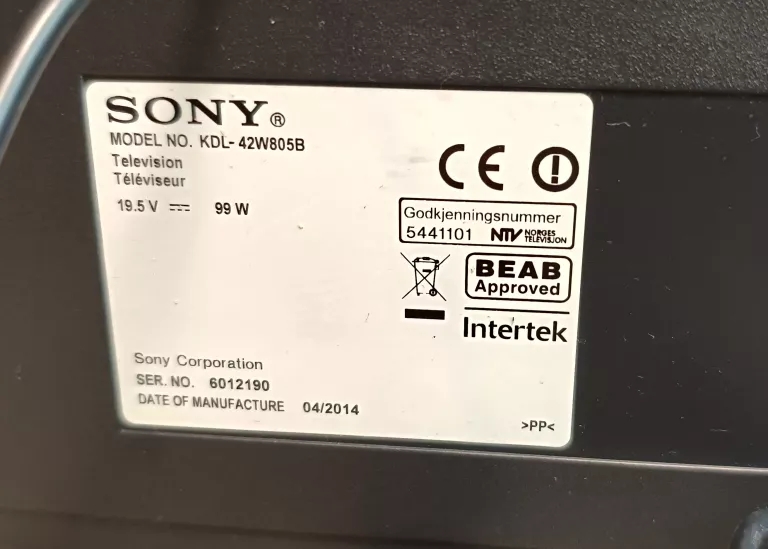 SONY®
MODEL NO. KDL-42W805B
Television
Téléviseur
19.5 V ⎓ 99 W
CE
Godkjenningsnummer
5441101 NTV NORGES TELEVISJON
BEAB
Approved
Intertek
Sony Corporation
SER. NO. 6012190
DATE OF MANUFACTURE 04/2014
>PP<